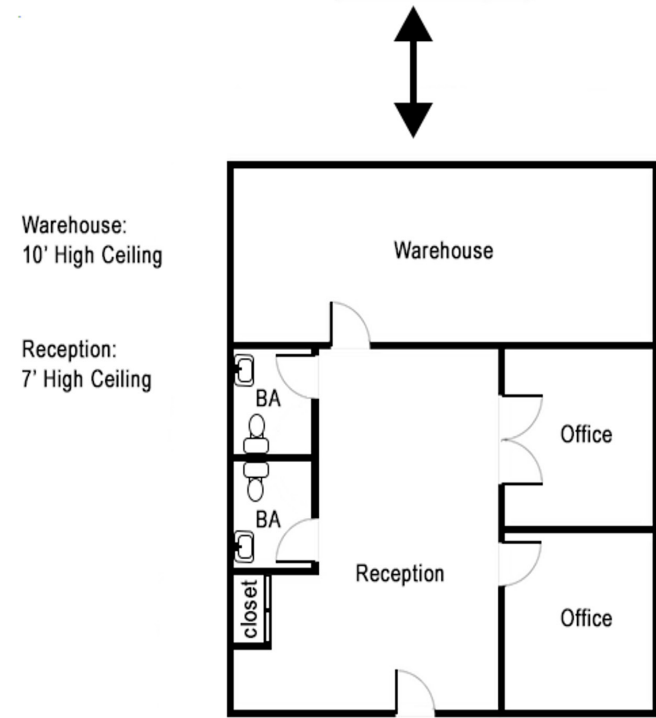 Warehouse:
10' High Ceiling
Warehouse
Reception:
7' High Ceiling
BA
Office
BA
Reception
closet
Office